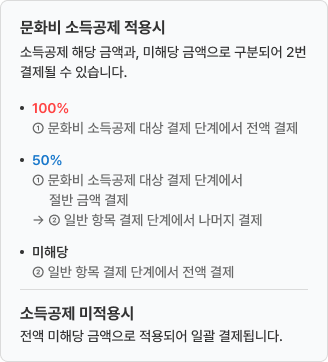 문화비 소득공제 적용시
소득공제 해당 금액과, 미해당 금액으로 구분되어 2번
결제될 수 있습니다.
• 100%
① 문화비 소득공제 대상 결제 단계에서 전액 결제
• 50%
① 문화비 소득공제 대상 결제 단계에서
절반 금액 결제
→ ② 일반 항목 결제 단계에서 나머지 결제
• 미해당
② 일반 항목 결제 단계에서 전액 결제
소득공제 미적용시
전액 미해당 금액으로 적용되어 일괄 결제됩니다.